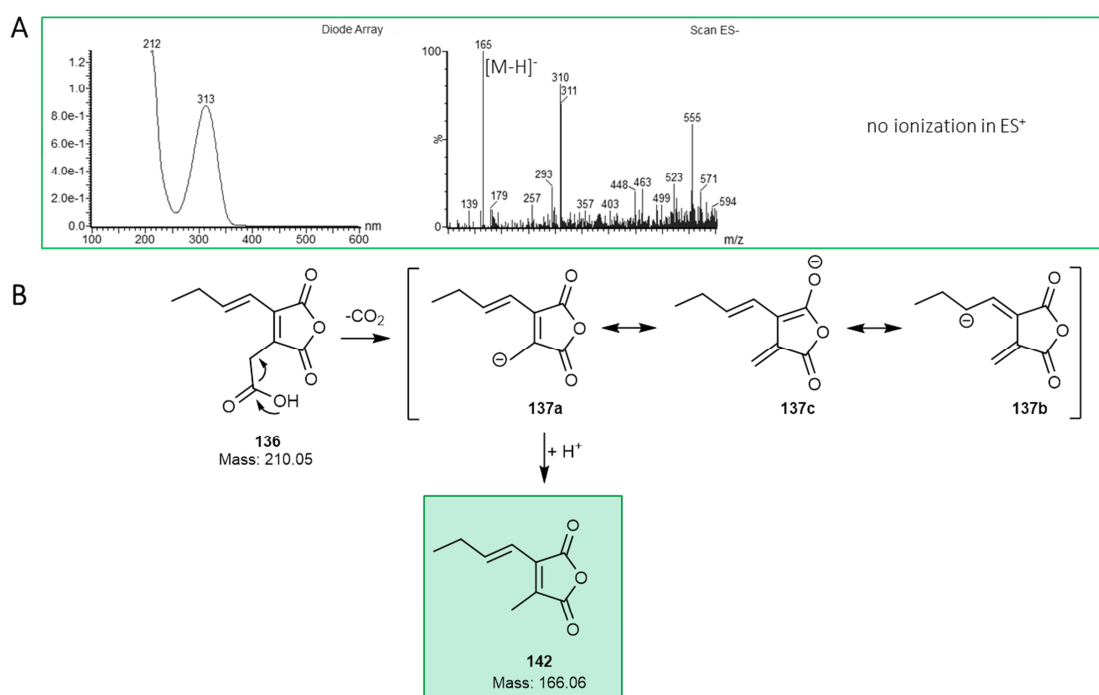 A
Diode Array
Scan ES-
212
313
1.2
1.0
8.0e-1
6.0e-1
4.0e-1
2.0e-1
0.0
100
200
300
400
500
600
nm
100
%
0
165
[M-H]-
310
311
555
139
179
257
293
357
403
448
463
499
523
571
594
m/z
no ionization in ES+
B
O
O
O
O
OH
136
Mass: 210.05
-CO2
O
O
O
⊖
137a
⊖
O
O
O
137c
O
O
O
⊖
137b
+ H+
O
O
O
142
Mass: 166.06